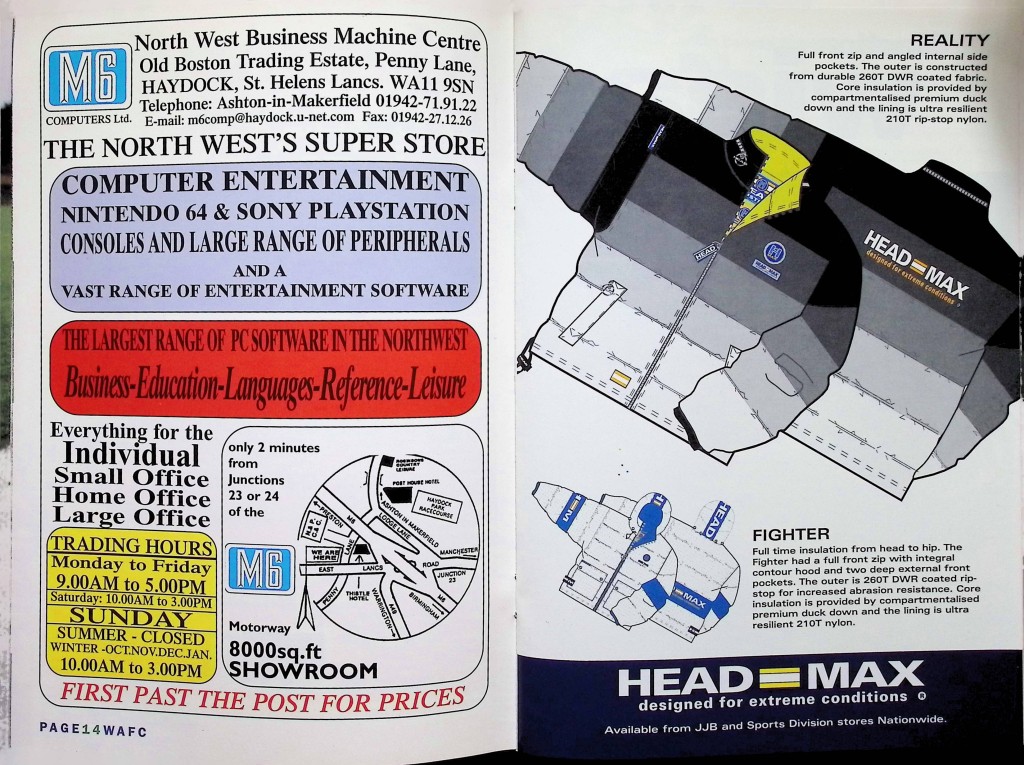 M6
COMPUTERS Ltd.
North West Business Machine Centre
Old Boston Trading Estate, Penny Lane,
HAYDOCK, St. Helens Lancs. WA11 9SN
Telephone: Ashton-in-Makerfield 01942-71.91.22
E-mail: m6comp@haydock.u-net.com Fax: 01942-27.12.26
THE NORTH WEST'S SUPER STORE
COMPUTER ENTERTAINMENT
NINTENDO 64 & SONY PLAYSTATION
CONSOLES AND LARGE RANGE OF PERIPHERALS
AND A
VAST RANGE OF ENTERTAINMENT SOFTWARE
THE LARGEST RANGE OF PC SOFTWARE IN THE NORTHWEST
Business-Education-Languages-Reference-Leisure
Everything for the
Individual
Small Office
Home Office
Large Office
TRADING HOURS
Monday to Friday
9.00AM to 5.00PM
Saturday: 10.00AM to 3.00PM
SUNDAY
SUMMER - CLOSED
WINTER -OCT.NOV.DEC.JAN.
10.00AM to 3.00PM
only 2 minutes
from
Junctions
23 or 24
of the
M6
Motorway
8000sq.ft
SHOWROOM
ROBINSONS
COUNTRY
LEISURE
POST HOUSE HOTEL
HAYDOCK
PARK
RACECOURSE
ASHTON IN MAKERFIELD
LODGE LANE
PRESTON
M6
WE ARE
HERE
LANE
EAST
LANCS
ROAD
MANCHESTER
JUNCTION
23
PENNY
THISTLE
HOTEL
WARRINGTON
A49
BIRMINGHAM
M6
FIRST PAST THE POST FOR PRICES
PAGE14WAFC
REALITY
Full front zip and angled internal side
pockets. The outer is constructed
from durable 260T DWR coated fabric.
Core insulation is provided by
compartmentalised premium duck
down and the lining is ultra resilient
210T rip-stop nylon.
HEAD
HEAD MAX
designed for extreme conditions
HEAD
MAX
FIGHTER
Full time insulation from head to hip. The
Fighter had a full front zip with integral
contour hood and two deep external front
pockets. The outer is 260T DWR coated rip-
stop for increased abrasion resistance. Core
insulation is provided by compartmentalised
premium duck down and the lining is ultra
resilient 210T nylon.
HEAD MAX
designed for extreme conditions ®
Available from JJB and Sports Division stores Nationwide.